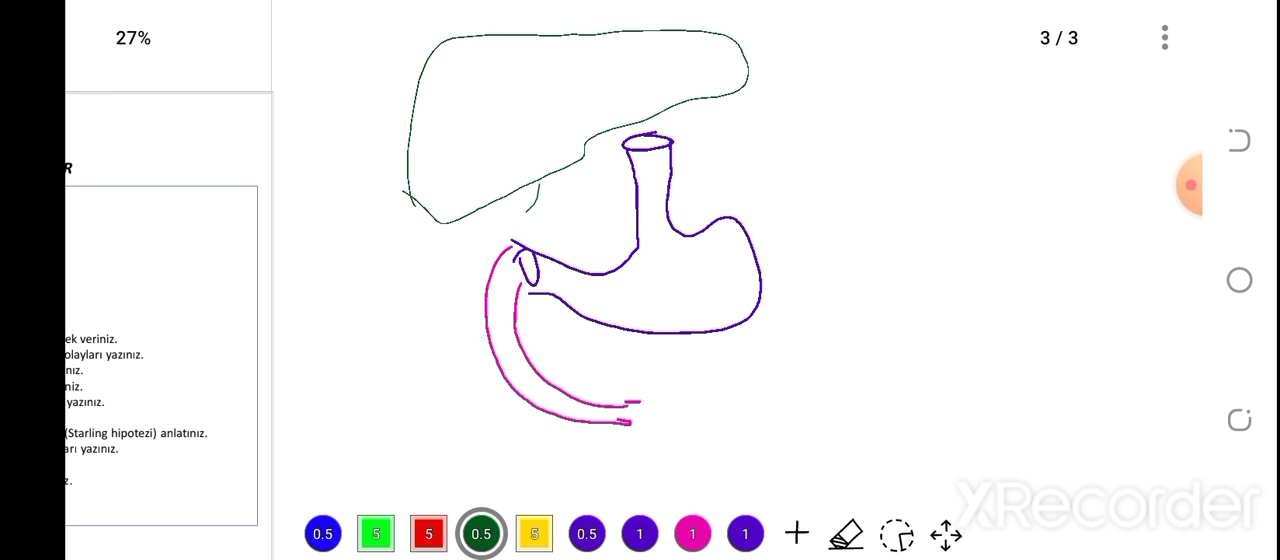 27%
3 / 3
R
ek veriniz.
olayları yazınız.
nız.
niz.
yazınız.
(Starling hipotezi) anlatınız.
arı yazınız.
z.
XRecorder
0.5
5
5
0.5
5
0.5
1
1
1